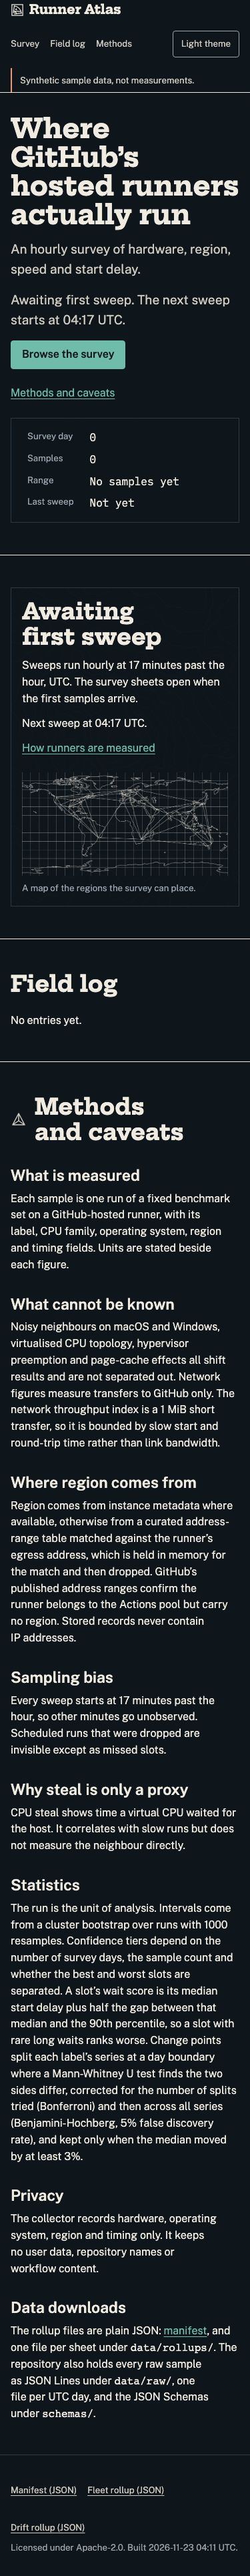 Runner Atlas
Survey Field log Methods Light theme
Synthetic sample data, not measurements.
Where
GitHub's
hosted runners
actually run
An hourly survey of hardware, region,
speed and start delay.
Awaiting first sweep. The next sweep
starts at 04:17 UTC.
Browse the survey
Methods and caveats
Survey day 0
Samples 0
Range No samples yet
Last sweep Not yet
Awaiting
first sweep
Sweeps run hourly at 17 minutes past the
hour, UTC. The survey sheets open when
the first samples arrive.
Next sweep at 04:17 UTC.
How runners are measured
A map of the regions the survey can place.
Field log
No entries yet.
Methods
and caveats
What is measured
Each sample is one run of a fixed benchmark
set on a GitHub-hosted runner, with its
label, CPU family, operating system, region
and timing fields. Units are stated beside
each figure.
What cannot be known
Noisy neighbours on macOS and Windows,
virtualised CPU topology, hypervisor
preemption and page-cache effects all shift
results and are not separated out. Network
figures measure transfers to GitHub only. The
network throughput index is a 1 MiB short
transfer, so it is bounded by slow start and
round-trip time rather than link bandwidth.
Where region comes from
Region comes from instance metadata where
available, otherwise from a curated address-
range table matched against the runner's
egress address, which is held in memory for
the match and then dropped. GitHub's
published address ranges confirm the
runner belongs to the Actions pool but carry
no region. Stored records never contain
IP addresses.
Sampling bias
Every sweep starts at 17 minutes past the
hour, so other minutes go unobserved.
Scheduled runs that were dropped are
invisible except as missed slots.
Why steal is only a proxy
CPU steal shows time a virtual CPU waited for
the host. It correlates with slow runs but does
not measure the neighbour directly.
Statistics
The run is the unit of analysis. Intervals come
from a cluster bootstrap over runs with 1000
resamples. Confidence tiers depend on the
number of survey days, the sample count and
whether the best and worst slots are
separated. A slot's wait score is its median
start delay plus half the gap between that
median and the 90th percentile, so a slot with
rare long waits ranks worse. Change points
split each label's series at a day boundary
where a Mann-Whitney U test finds the two
sides differ, corrected for the number of splits
tried (Bonferroni) and then across all series
(Benjamini-Hochberg, 5% false discovery
rate), and kept only when the median moved
by at least 3%.
Privacy
The collector records hardware, operating
system, region and timing only. It keeps
no user data, repository names or
workflow content.
Data downloads
The rollup files are plain JSON: manifest, and
one file per sheet under data/rollups/. The
repository also holds every raw sample
as JSON Lines under data/raw/, one
file per UTC day, and the JSON Schemas
under schemas/.
Manifest (JSON) Fleet rollup (JSON)
Drift rollup (JSON)
Licensed under Apache-2.0. Built 2026-11-23 04:11 UTC.